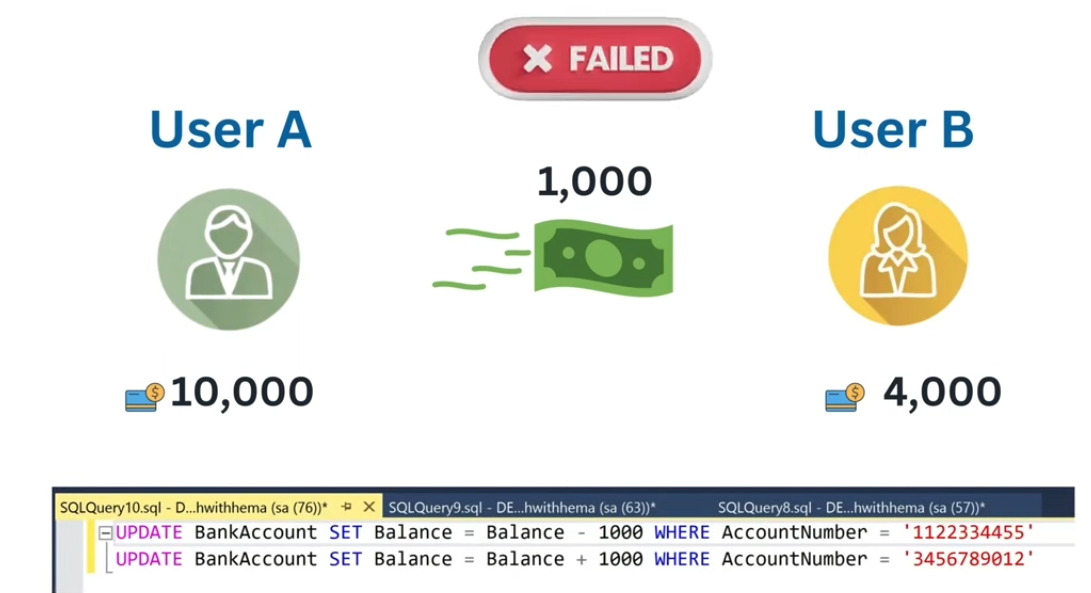 ✖ FAILED
User A
User B
1,000
10,000
4,000
SQLQuery10.sql - D...hwithhema (sa (76))*
SQLQuery9.sql - DE...hwithhema (sa (63))*
SQLQuery8.sql - DE...hwithhema (sa (57))*
UPDATE BankAccount SET Balance = Balance - 1000 WHERE AccountNumber = '1122334455'
UPDATE BankAccount SET Balance = Balance + 1000 WHERE AccountNumber = '3456789012'